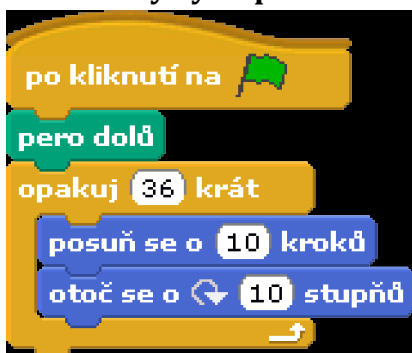 po kliknutí na
pero dolů
opakuj 36 krát
posuň se o 10 kroků
otoč se o 10 stupňů